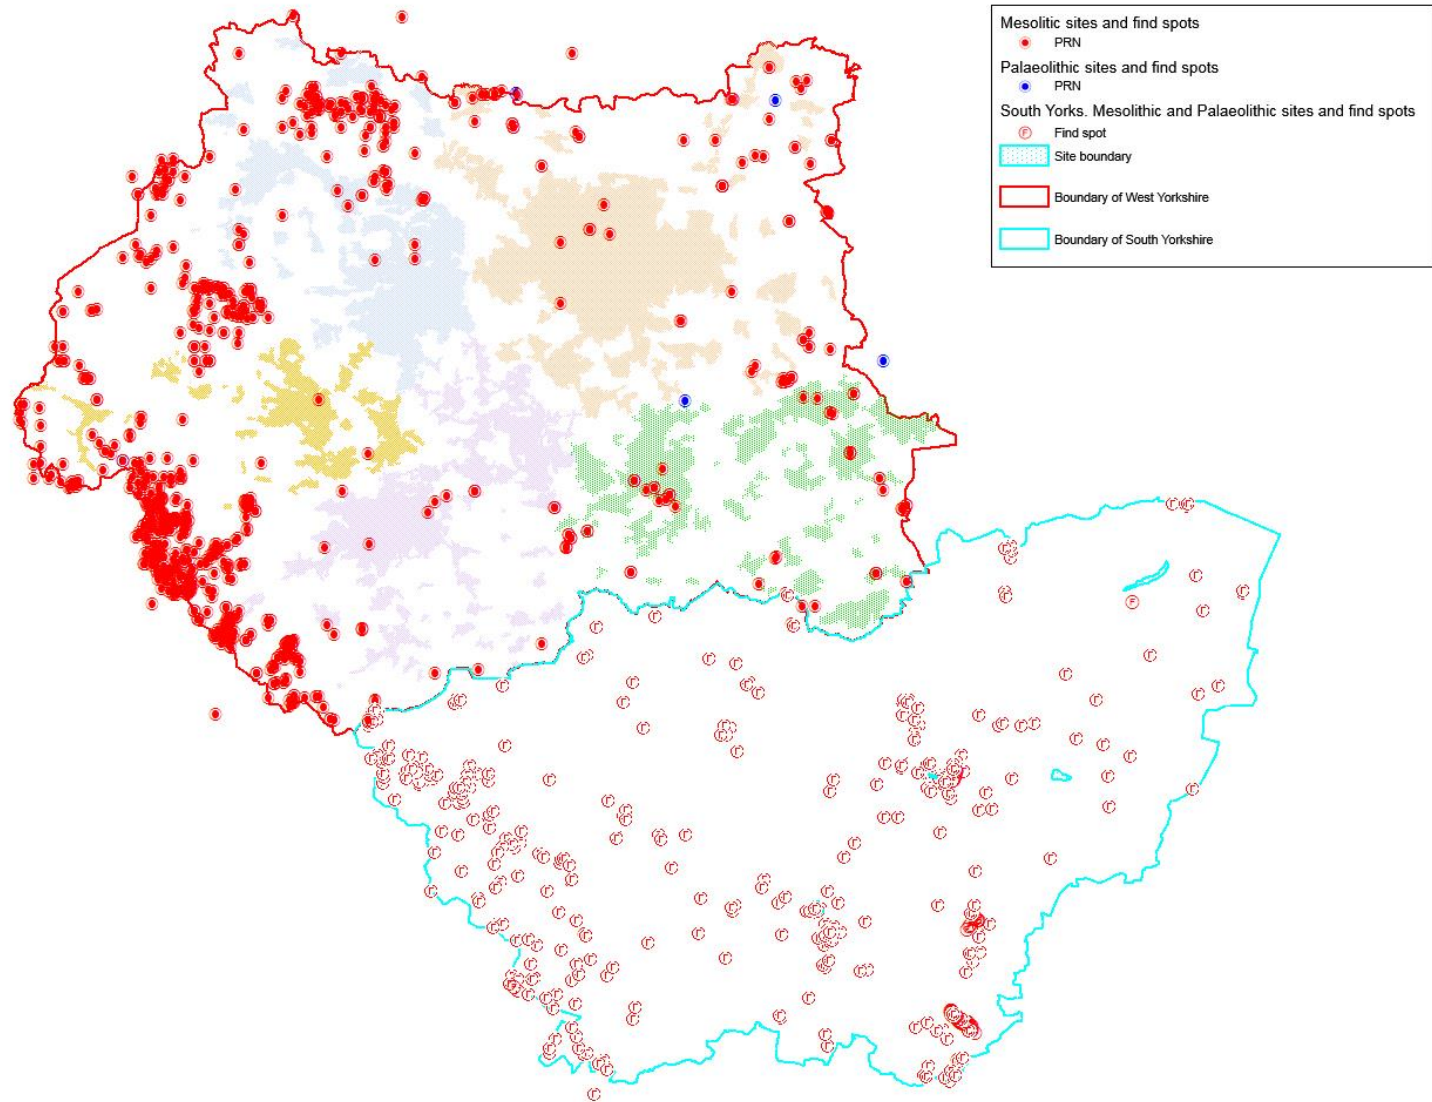 Mesolitic sites and find spots
PRN
Palaeolithic sites and find spots
PRN
South Yorks. Mesolithic and Palaeolithic sites and find spots
F Find spot
Site boundary
Boundary of West Yorkshire
Boundary of South Yorkshire